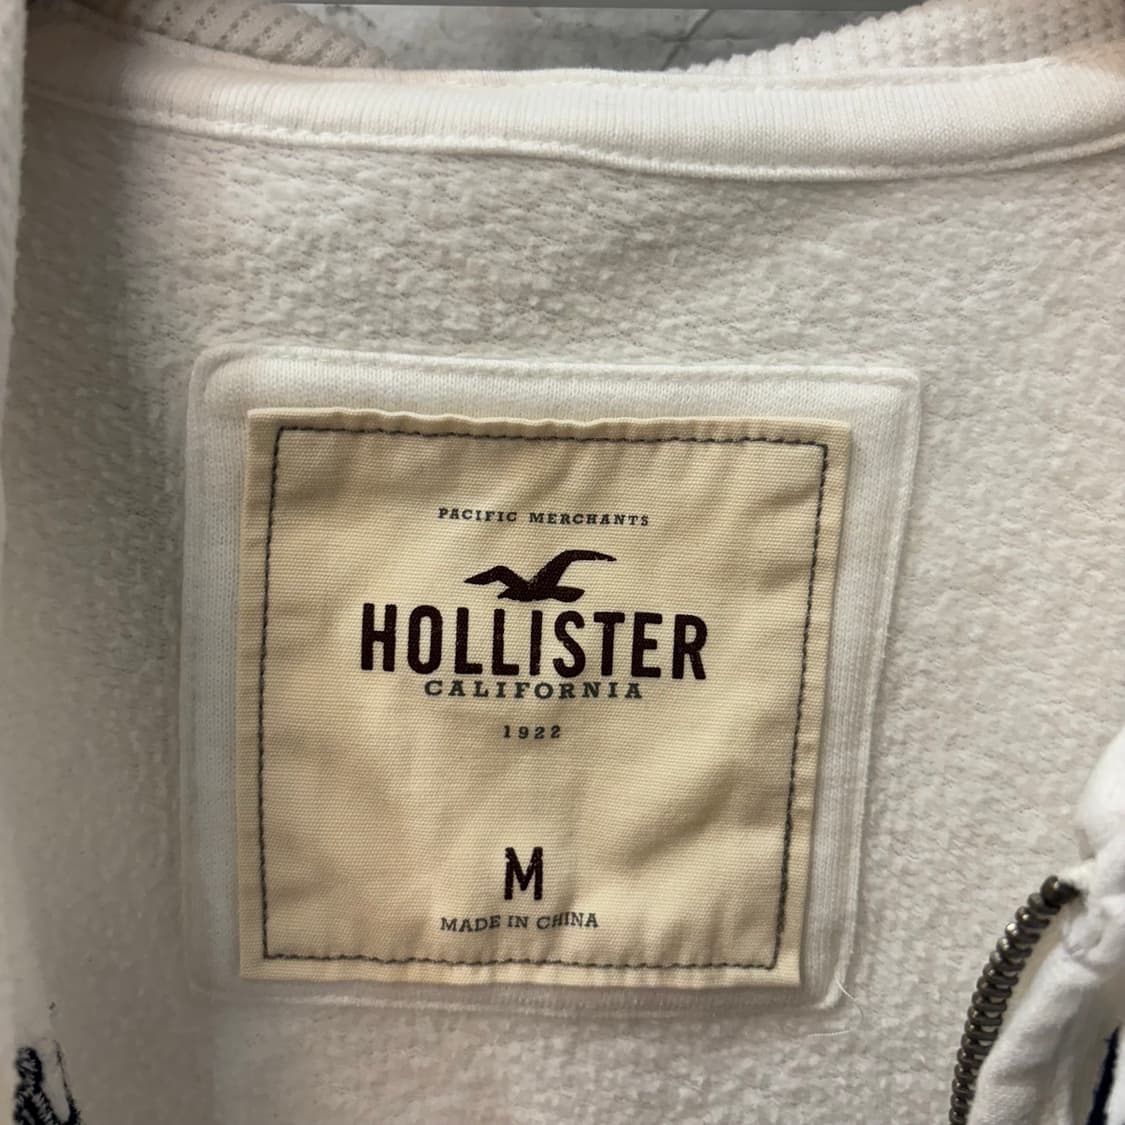 PACIFIC MERCHANTS
HOLLISTER
CALIFORNIA
1922
M
MADE IN CHINA